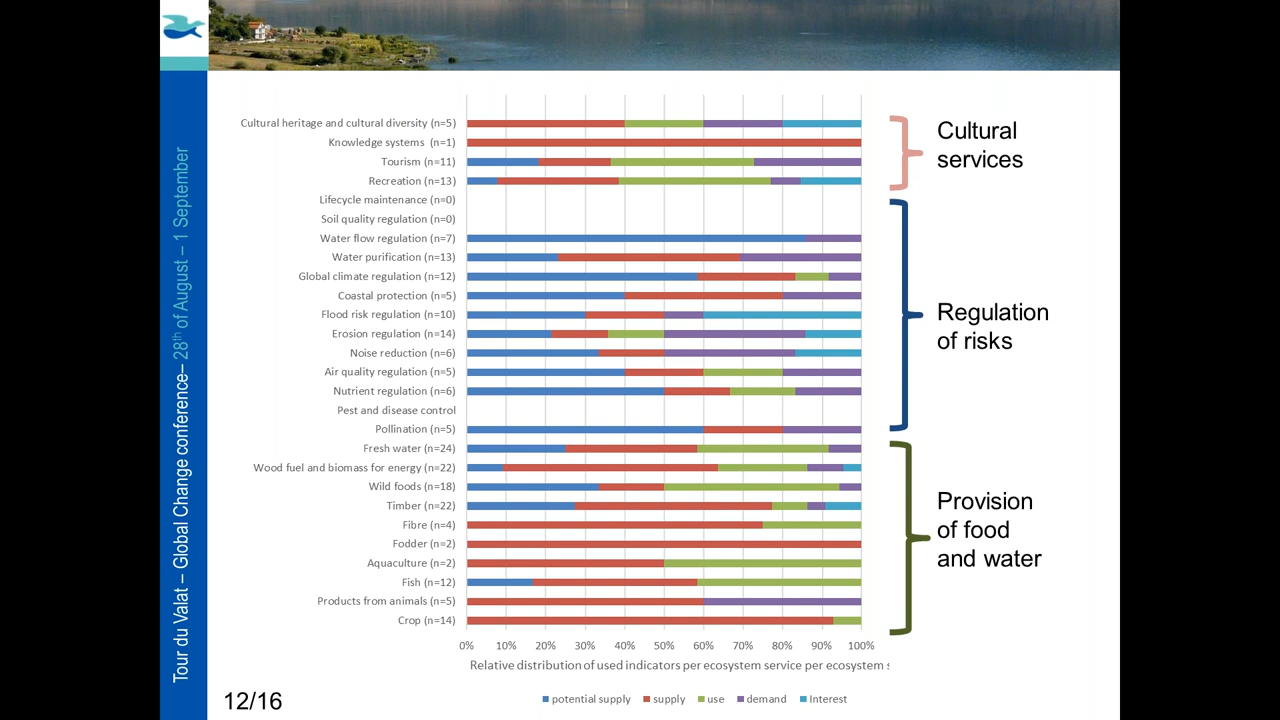 Tour du Valat – Global Change conference– 28th of August – 1 September
Cultural heritage and cultural diversity (n=5)
Knowledge systems (n=1)
Tourism (n=11)
Recreation (n=13)
Lifecycle maintenance (n=0)
Soil quality regulation (n=0)
Water flow regulation (n=7)
Water purification (n=13)
Global climate regulation (n=12)
Coastal protection (n=5)
Flood risk regulation (n=10)
Erosion regulation (n=14)
Noise reduction (n=6)
Air quality regulation (n=5)
Nutrient regulation (n=6)
Pest and disease control
Pollination (n=5)
Fresh water (n=24)
Wood fuel and biomass for energy (n=22)
Wild foods (n=18)
Timber (n=22)
Fibre (n=4)
Fodder (n=2)
Aquaculture (n=2)
Fish (n=12)
Products from animals (n=5)
Crop (n=14)
0% 10% 20% 30% 40% 50% 60% 70% 80% 90% 100%
Relative distribution of used indicators per ecosystem service per ecosystem
potential supply supply use demand Interest
Cultural
services
Regulation
of risks
Provision
of food
and water
12/16